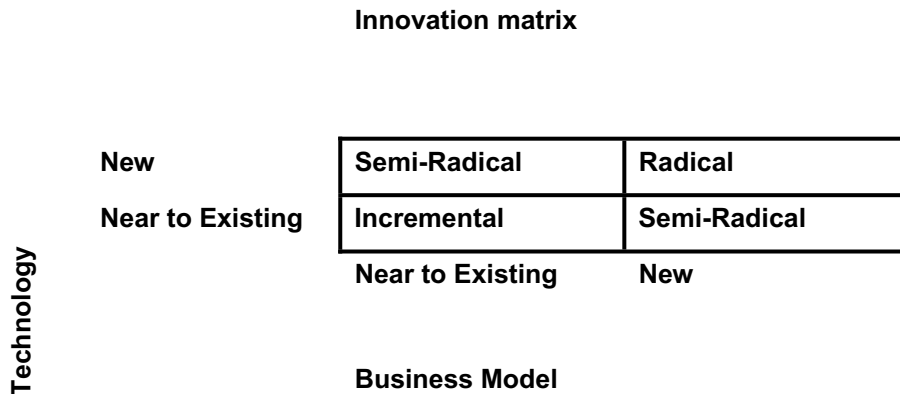 Innovation matrix
New Semi-Radical Radical
Near to Existing Incremental Semi-Radical
Near to Existing New
Technology
Business Model